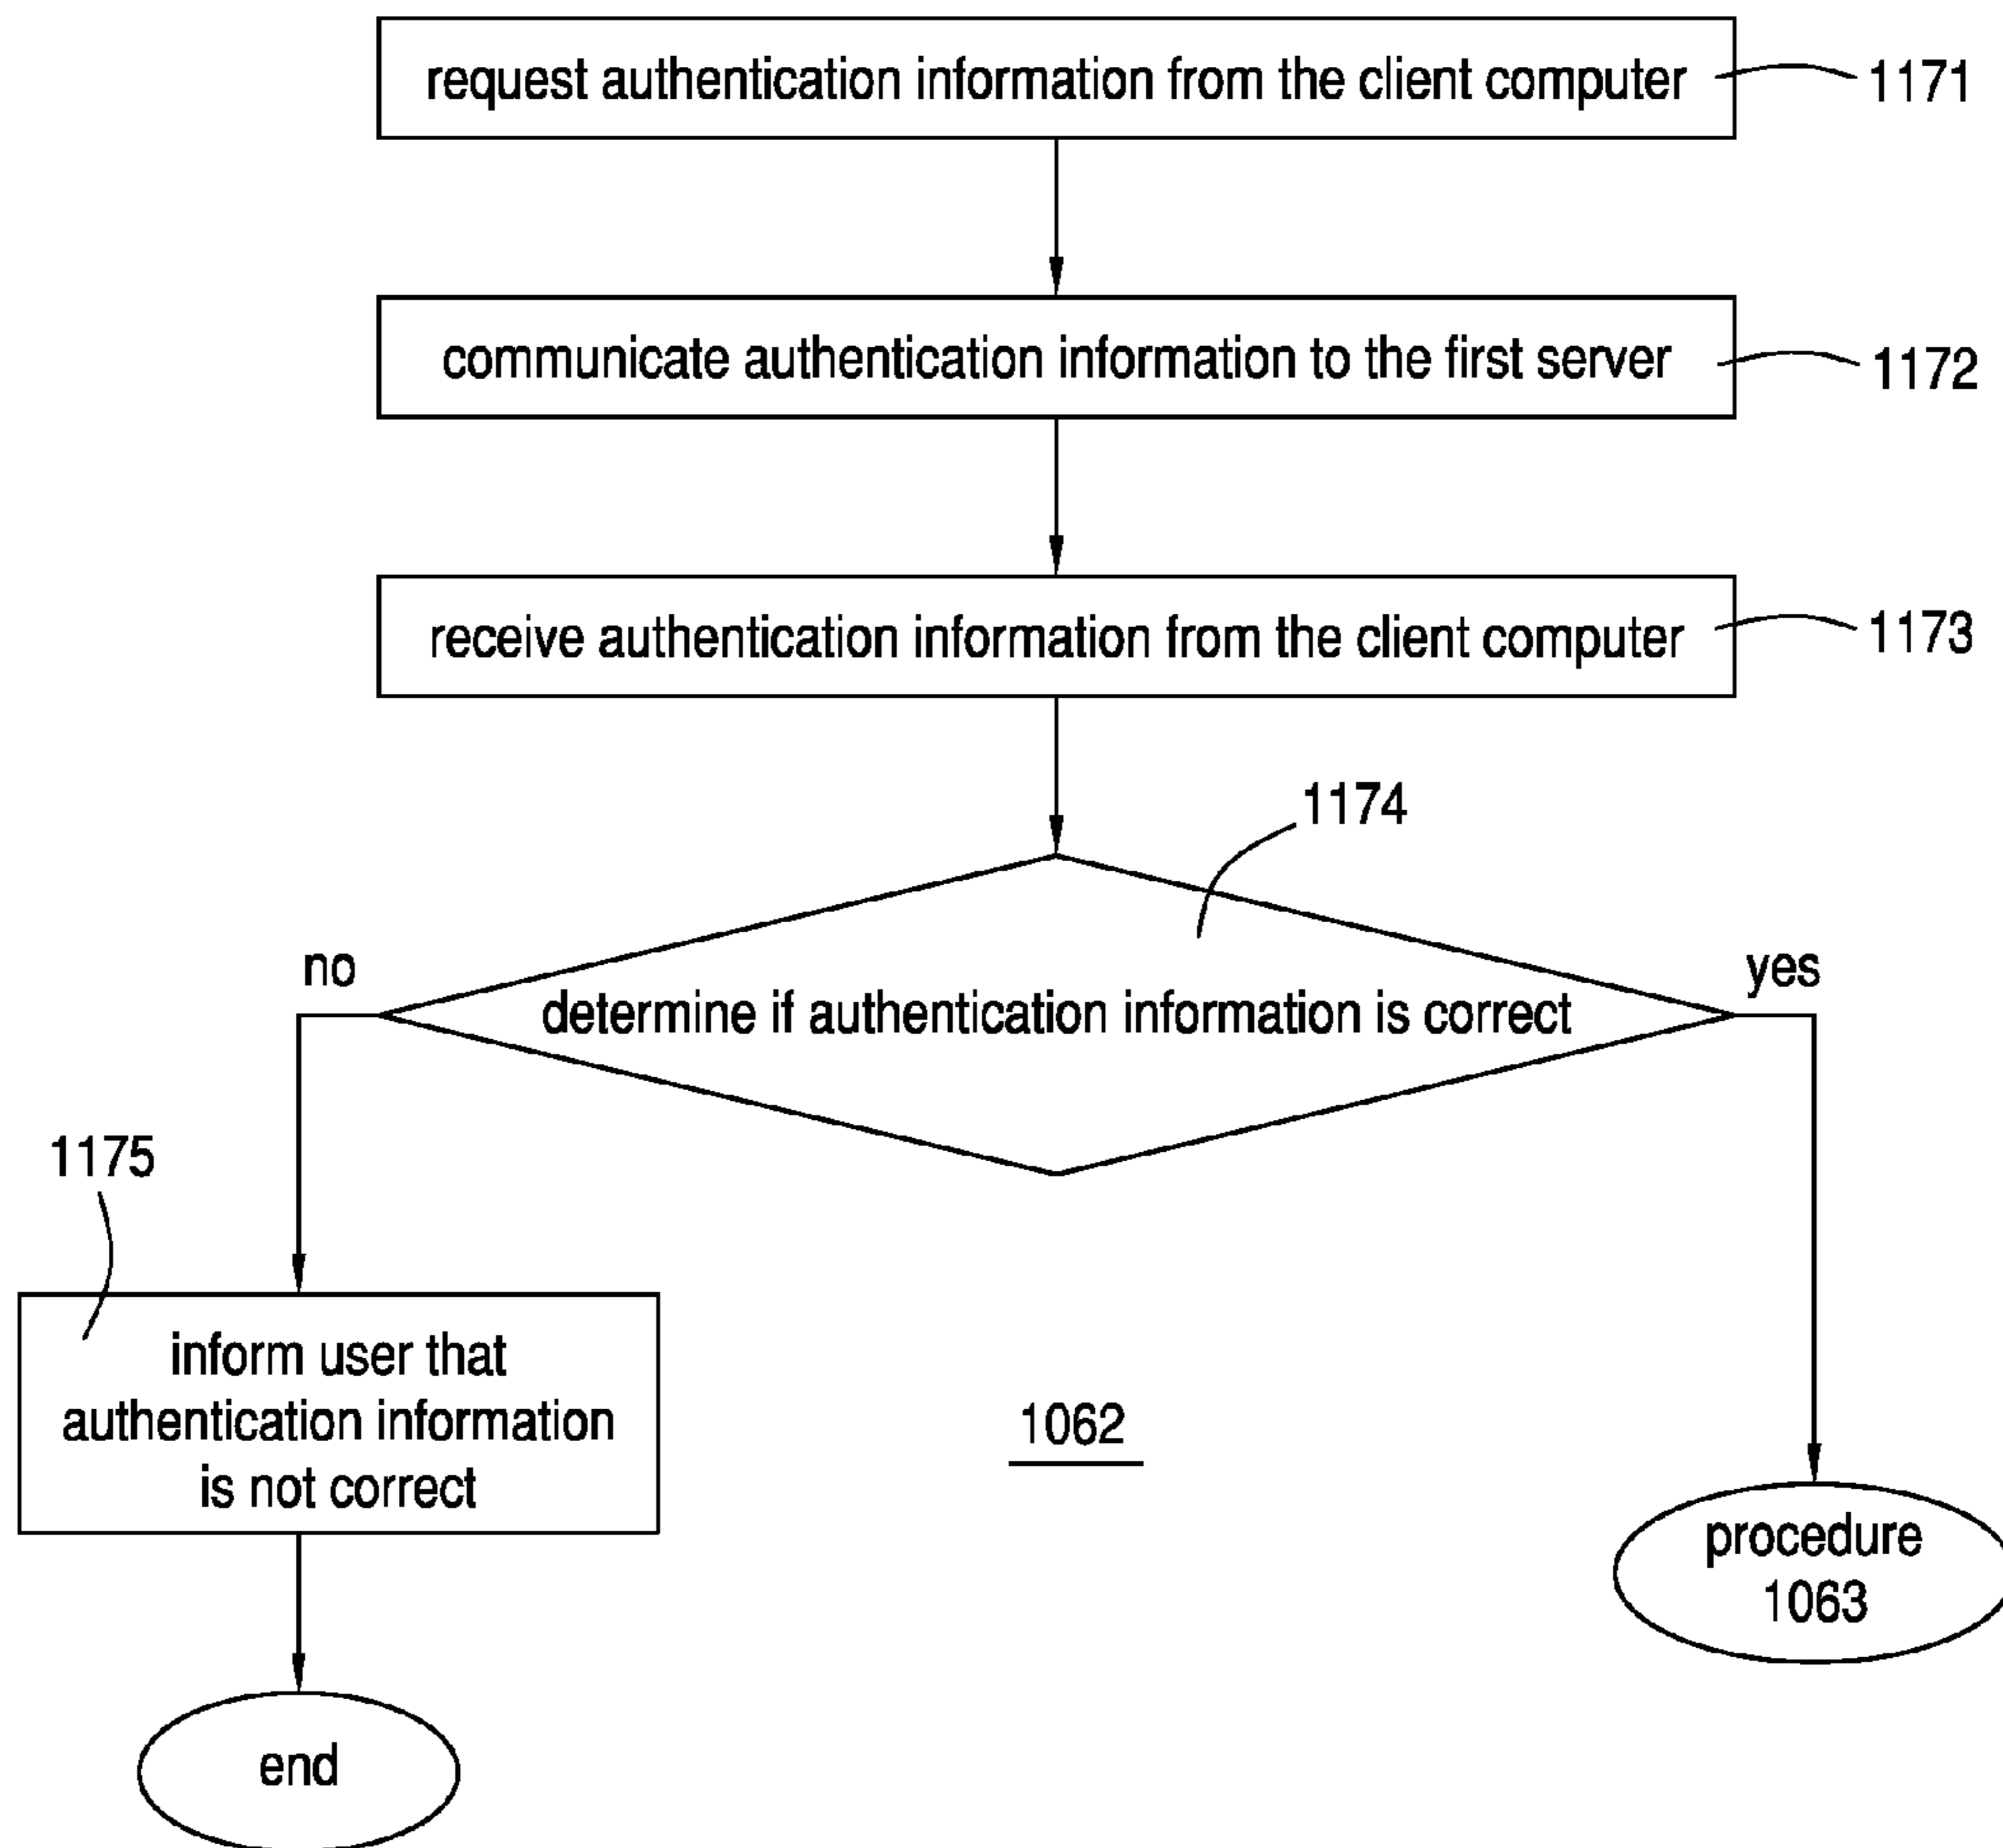 request authentication information from the client computer
1171
communicate authentication information to the first server
1172
receive authentication information from the client computer
1173
1174
no
yes
determine if authentication information is correct
1175
inform user that
authentication information
is not correct
1062
procedure
1063
end